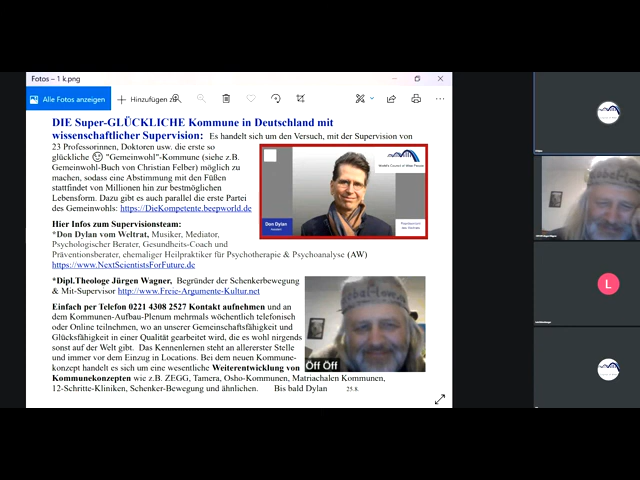 Fotos – 1 k.png
Alle Fotos anzeigen
Hinzufügen zu
DIE Super-GLÜCKLICHE Kommune in Deutschland mit
wissenschaftlicher Supervision: Es handelt sich um den Versuch, mit der Supervision von
23 Professorinnen, Doktoren usw. die erste so
glückliche "Gemeinwohl"-Kommune (siehe z.B.
Gemeinwohl-Buch von Christian Felber) möglich zu
machen, sodass eine Abstimmung mit den Füßen
stattfindet von Millionen hin zur bestmöglichen
Lebensform. Dazu gibt es auch parallel die erste Partei
des Gemeinwohls: https://DieKompetente.beepworld.de
World's Council of Wise People
Don Dylan
Hier Infos zum Supervisionsteam:
*Don Dylan vom Weltrat, Musiker, Mediator,
Psychologischer Berater, Gesundheits-Coach und
Präventionsberater, ehemaliger Heilpraktiker für Psychotherapie & Psychoanalyse (AW)
https://www.NextScientistsForFuture.de
*Dipl.Theologe Jürgen Wagner, Begründer der Schenkerbewegung
& Mit-Supervisor http://www.Freie-Argumente-Kultur.net
Einfach per Telefon 0221 4308 2527 Kontakt aufnehmen und an
dem Kommunen-Aufbau-Plenum mehrmals wöchentlich telefonisch
oder Online teilnehmen, wo an unserer Gemeinschaftsfähigkeit und
Glücksfähigkeit in einer Qualität gearbeitet wird, die es wohl nirgends
sonst auf der Welt gibt. Das Kennenlernen steht an allererster Stelle
und immer vor dem Einzug in Locations. Bei dem neuen Kommune-
konzept handelt es sich um eine wesentliche Weiterentwicklung von
Kommunekonzepten wie z.B. ZEGG, Tamera, Osho-Kommunen, Matriachalen Kommunen,
12-Schritte-Kliniken, Schenker-Bewegung und ähnlichen. Bis bald Dylan 25.8.
Öff Öff
L